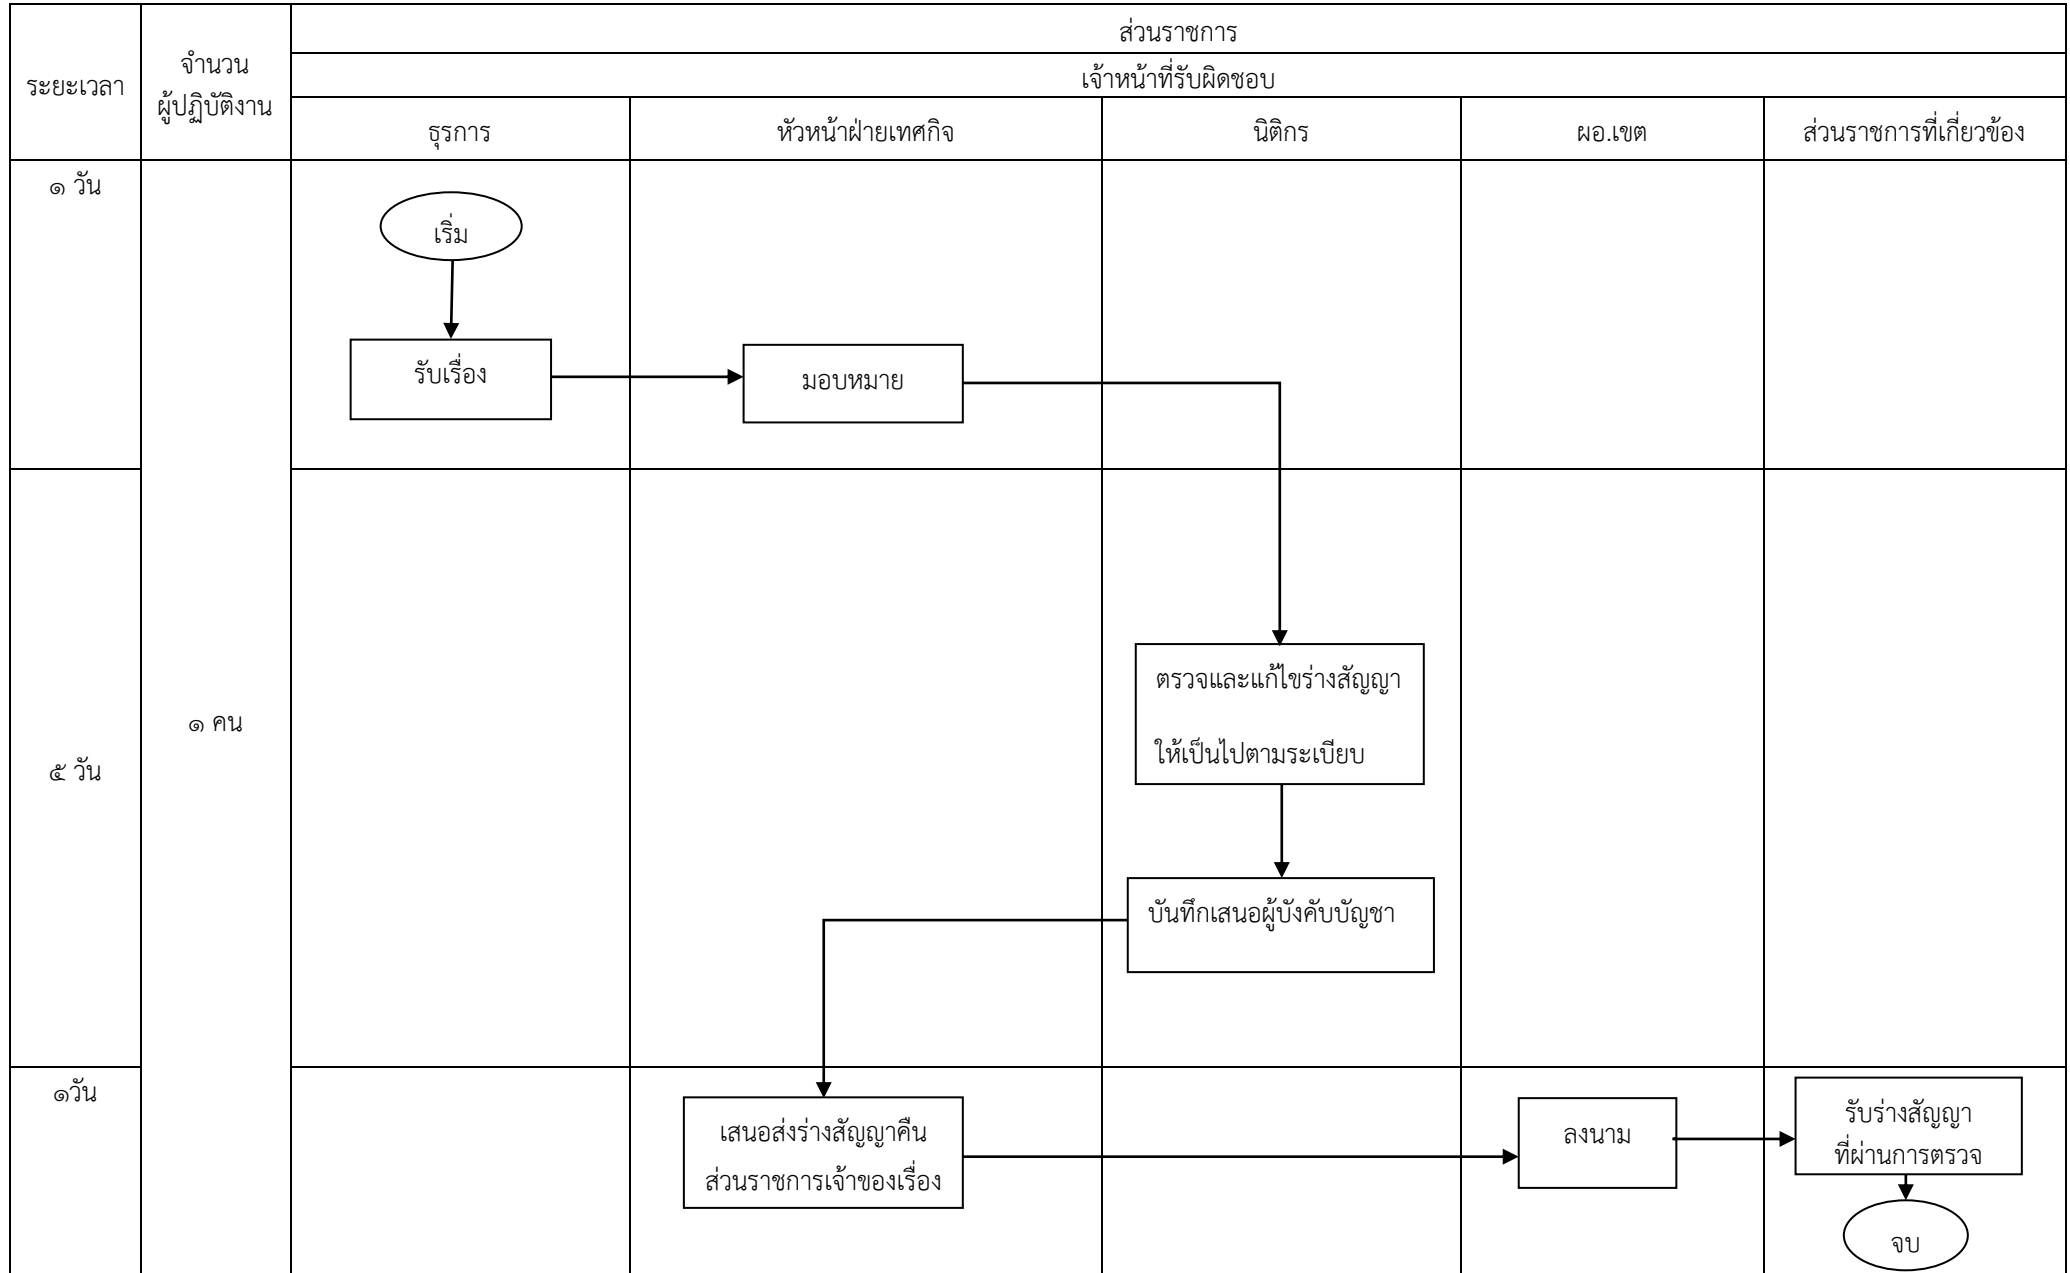 ส่วนราชการ
ระยะเวลา
จำนวน
ผู้ปฏิบัติงาน
เจ้าหน้าที่รับผิดชอบ
ธุรการ
หัวหน้าฝ่ายเทศกิจ
นิติกร
ผอ.เขต
ส่วนราชการที่เกี่ยวข้อง
๑ วัน
เริ่ม
รับเรื่อง
มอบหมาย
๑ คน
๕ วัน
ตรวจและแก้ไขร่างสัญญา
ให้เป็นไปตามระเบียบ
บันทึกเสนอผู้บังคับบัญชา
๑วัน
เสนอส่งร่างสัญญาคืน
ส่วนราชการเจ้าของเรื่อง
ลงนาม
รับร่างสัญญา
ที่ผ่านการตรวจ
จบ